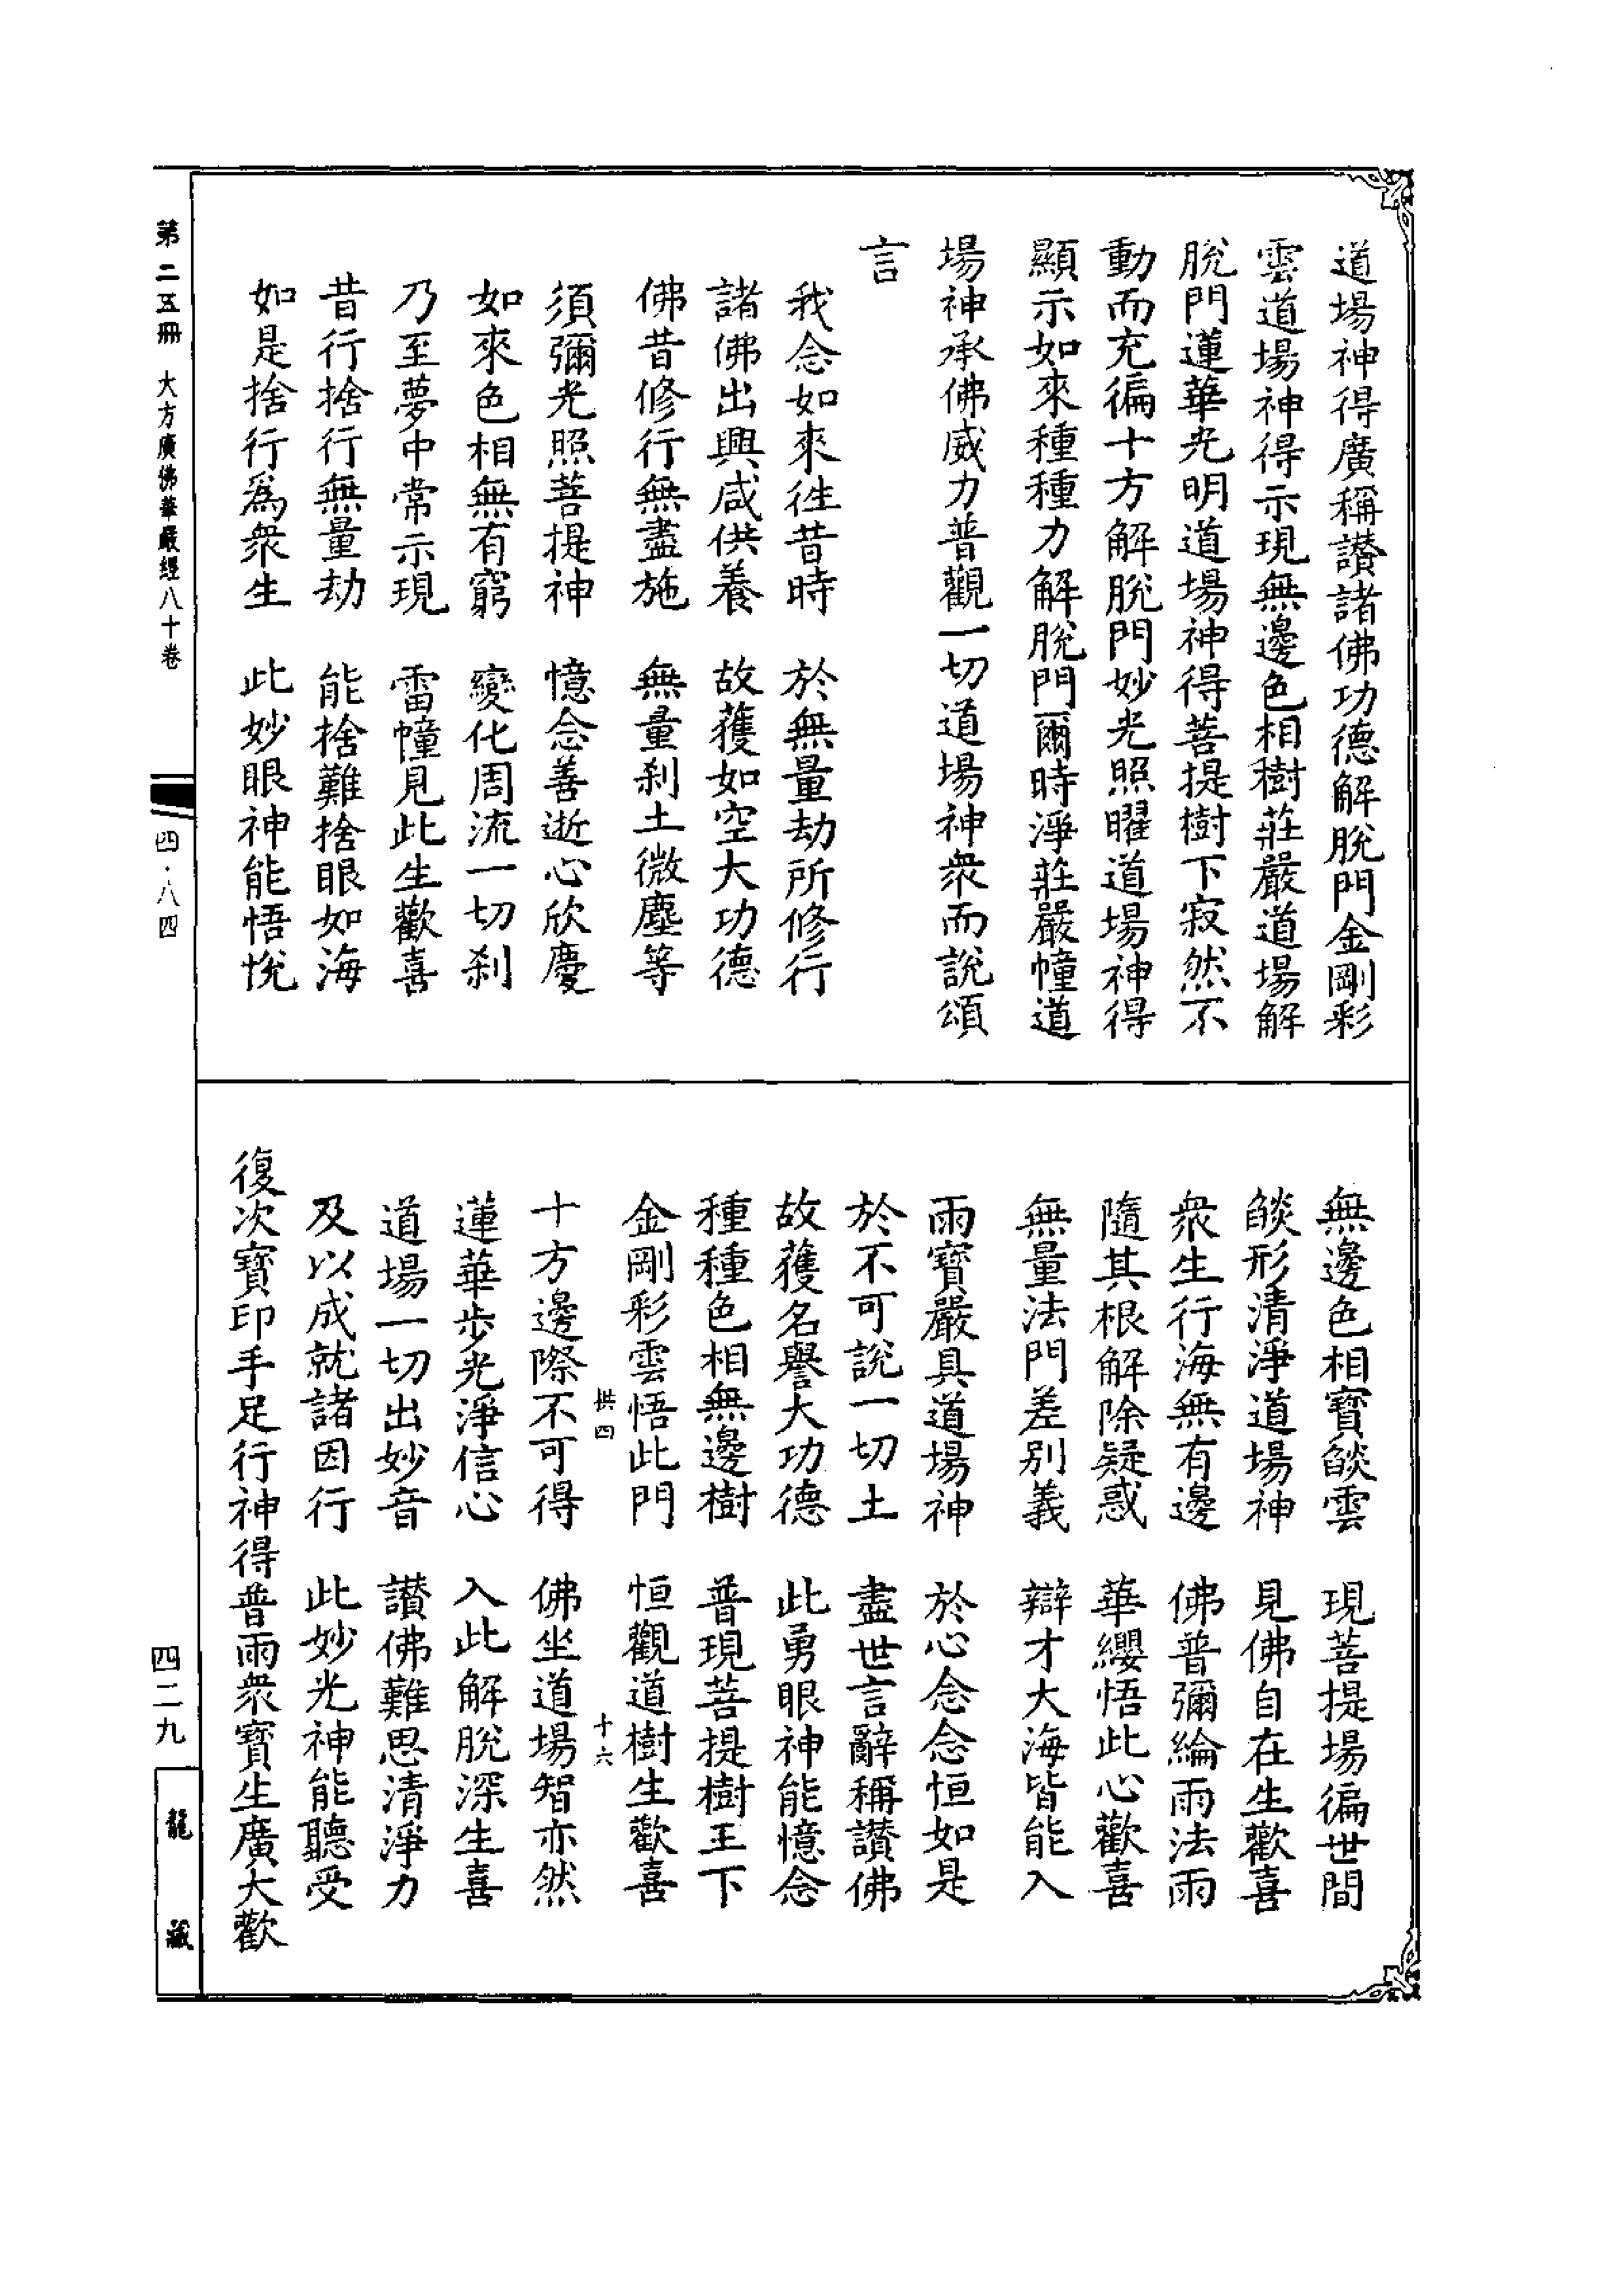 道場神得廣稱讃諸佛功德解脫門金剛彩
雲道場神得示現無邊色相樹莊嚴道場解
脫門蓮華光明道場神得菩提樹下寂然不
動而充徧十方解脫門妙光照曜道場神得
顯示如來種種力解脫門爾時淨莊嚴幢道
場神承佛威力普觀一切道場神衆而說頌
言
我念如來徃昔時　於無量劫所修行
諸佛出興咸供養　故獲如空大功德
佛昔修行無盡施　無量刹土微塵等
須彌光照菩提神　憶念善逝心欣慶
如來色相無有窮　變化周流一切刹
乃至夢中常示現　雷幢見此生歡喜
昔行捨行無量劫　能捨難捨眼如海
如是捨行爲衆生　此妙眼神能悟悅
無邊色相寶燄雲　現菩提場徧世間
燄形清淨道場神　見佛自在生歡喜
衆生行海無有邊　佛普彌綸雨法雨
隨其根解除疑惑　華纓悟此心歡喜
無量法門差別義　辯才大海皆能入
雨寶嚴具道場神　於心念念恒如是
於不可說一切土　盡世言辭稱讃佛
故獲名譽大功德　此勇眼神能憶念
種種色相無邊樹　普現菩提樹王下
金剛彩雲悟此門　恒觀道樹生歡喜
拱四　十六
十方邊際不可得　佛坐道場智亦然
蓮華步光淨信心　入此解脫深生喜
道場一切出妙音　讃佛難思清淨力
及以成就諸因行　此妙光神能聽受
復次寶印手足行神得普雨衆寶生廣大歡
第二五冊　大方廣佛華嚴經八十卷　四·八四
四二九　龍藏